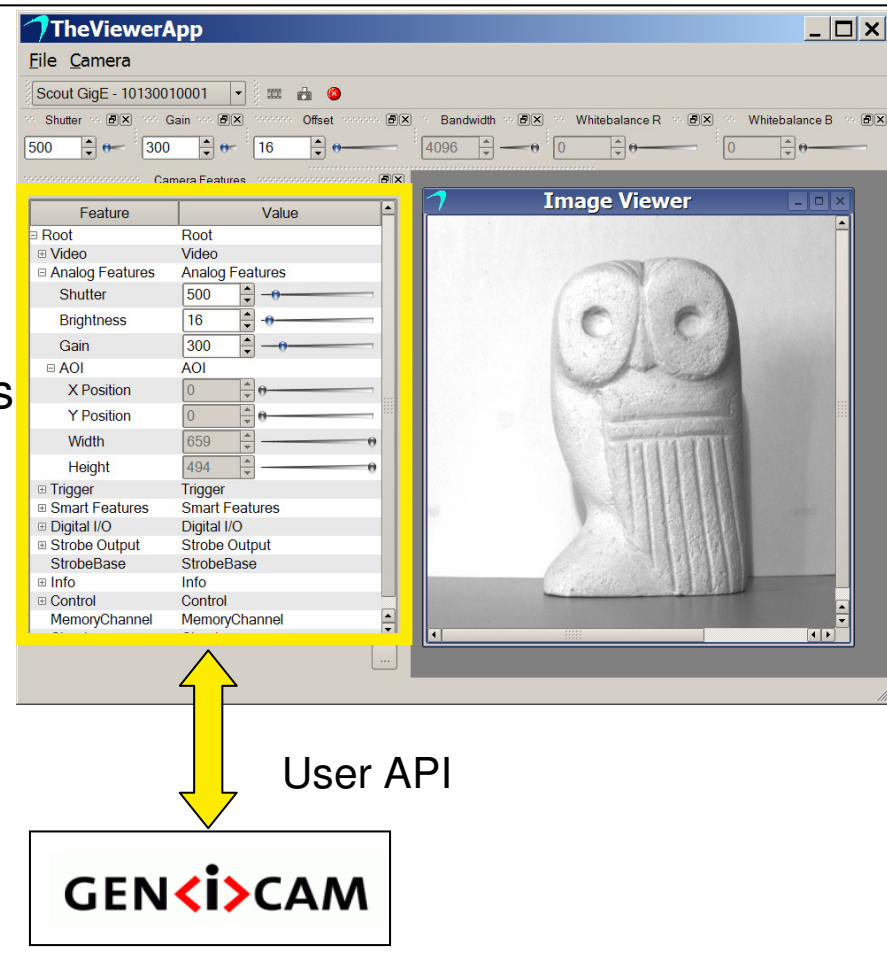 TheViewerApp
File Camera
Scout GigE - 10130010001
Shutter Gain Offset Bandwidth Whitebalance R Whitebalance B
500 300 16 4096 0 0
Camera Features
Image Viewer
Feature Value
Root Root
Video Video
Analog Features Analog Features
Shutter 500
Brightness 16
Gain 300
AOI AOI
s
X Position 0
Y Position 0
Width 659
Height 494
Trigger Trigger
Smart Features Smart Features
Digital I/O Digital I/O
Strobe Output Strobe Output
StrobeBase StrobeBase
Info Info
Control Control
MemoryChannel MemoryChannel
...
User API
GEN<i>CAM